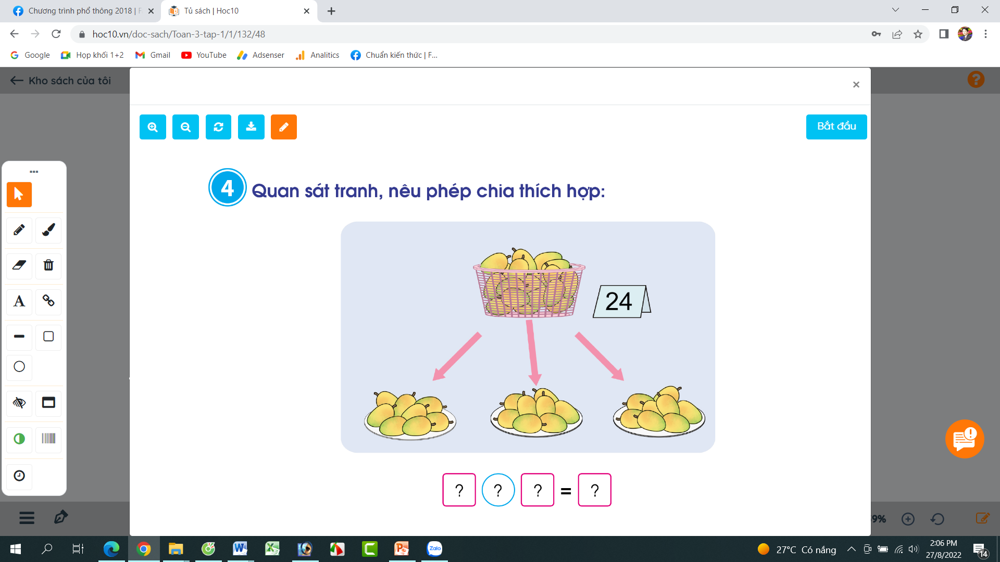 Chương trình phổ thông 2018 | F
Tủ sách | Hoc10
hoc10.vn/doc-sach/Toan-3-tap-1/1/132/48
Google
Họp khối 1+2
Gmail
YouTube
Adsenser
Analitics
Chuẩn kiến thức | F...
Kho sách của tôi
?
Bắt đầu
4 Quan sát tranh, nêu phép chia thích hợp:
A
24
? ? ? = ?
9%
Zalo
27°C Có nắng
2:06 PM
27/8/2022
14